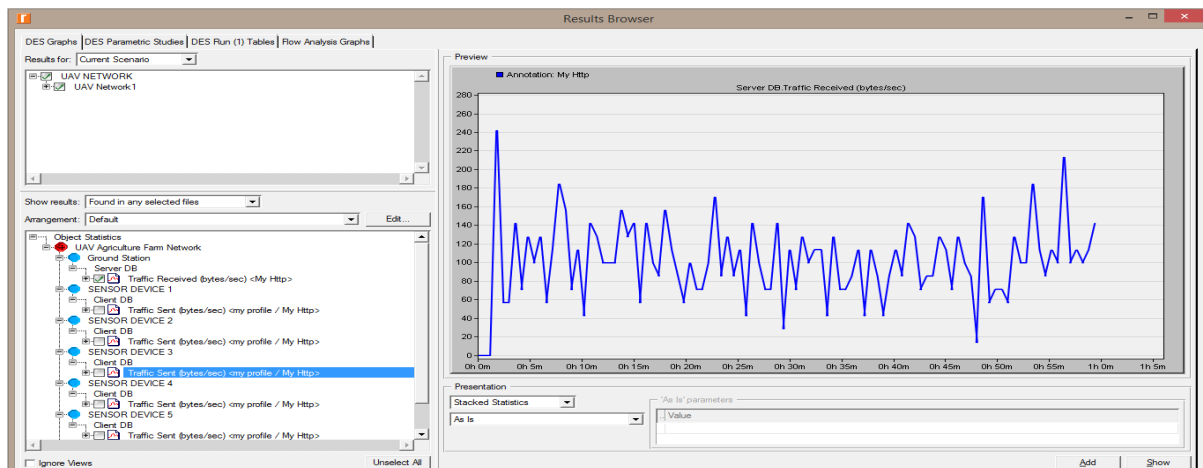 Results Browser
DES Graphs DES Parametric Studies DES Run (1) Tables Flow Analysis Graphs
Results for: Current Scenario
UAV NETWORK
UAV Network1
Show results: Found in any selected files
Arrangement: Default Edit...
Object Statistics
UAV Agriculture Farm Network
Ground Station
Server DB
Traffic Received (bytes/sec) <My Http>
SENSOR DEVICE 1
Client DB
Traffic Sent (bytes/sec) <my profile / My Http>
SENSOR DEVICE 2
Client DB
Traffic Sent (bytes/sec) <my profile / My Http>
SENSOR DEVICE 3
Client DB
Traffic Sent (bytes/sec) <my profile / My Http>
SENSOR DEVICE 4
Client DB
Traffic Sent (bytes/sec) <my profile / My Http>
SENSOR DEVICE 5
Client DB
Traffic Sent (bytes/sec) <my profile / My Http>
Ignore Views Unselect All
Preview
Annotation: My Http
Server DB.Traffic Received (bytes/sec)
280
260
240
220
200
180
160
140
120
100
80
60
40
20
0
0h 0m 0h 5m 0h 10m 0h 15m 0h 20m 0h 25m 0h 30m 0h 35m 0h 40m 0h 45m 0h 50m 0h 55m 1h 0m 1h 5m
Presentation
Stacked Statistics
As Is
'As Is' parameters
Value
Add Show